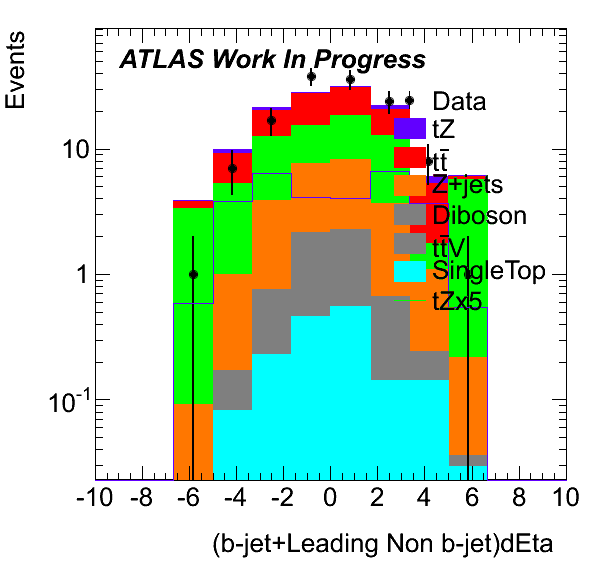 Events
ATLAS Work In Progress
Data
tZ
tt̄
Z+jets
Diboson
tt̄V
SingleTop
tZx5
10
1
10⁻¹
-10 -8 -6 -4 -2 0 2 4 6 8 10
(b-jet+Leading Non b-jet)dEta